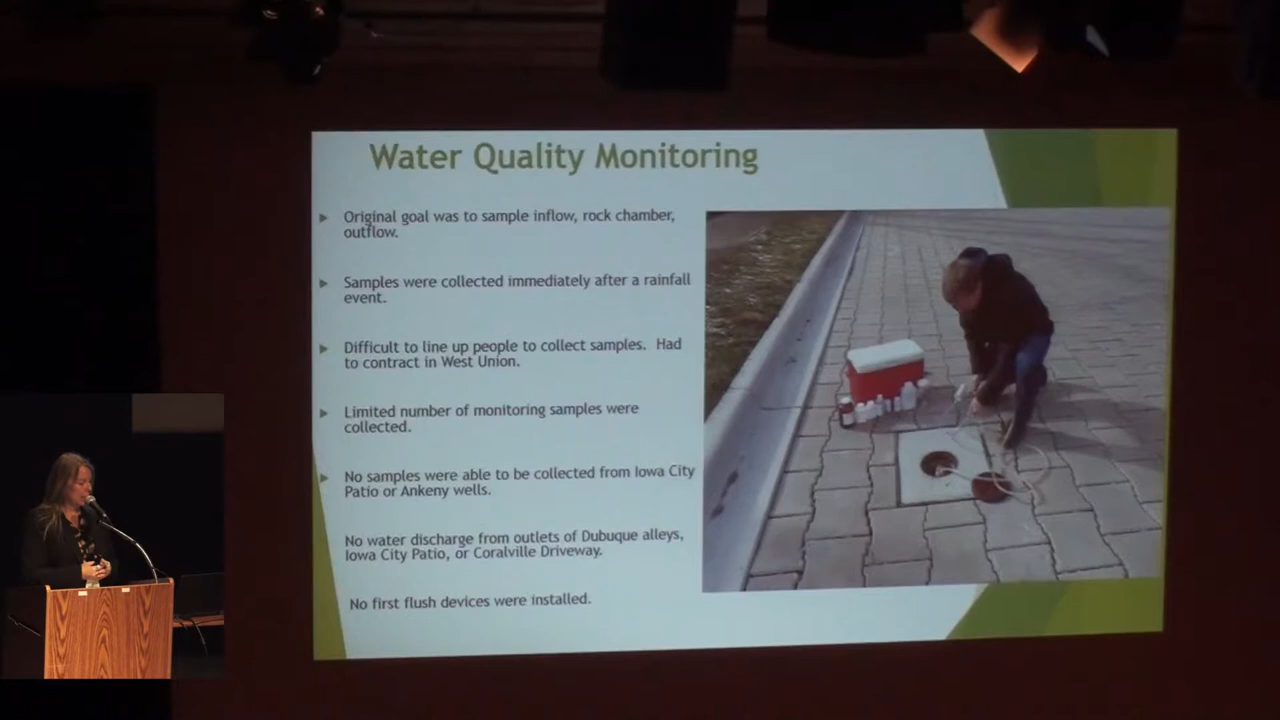 Water Quality Monitoring
Original goal was to sample inflow, rock chamber,
outflow.
Samples were collected immediately after a rainfall
event.
Difficult to line up people to collect samples. Had
to contract in West Union.
Limited number of monitoring samples were
collected.
No samples were able to be collected from Iowa City
Patio or Ankeny wells.
No water discharge from outlets of Dubuque alleys,
Iowa City Patio, or Coralville Driveway.
No first flush devices were installed.